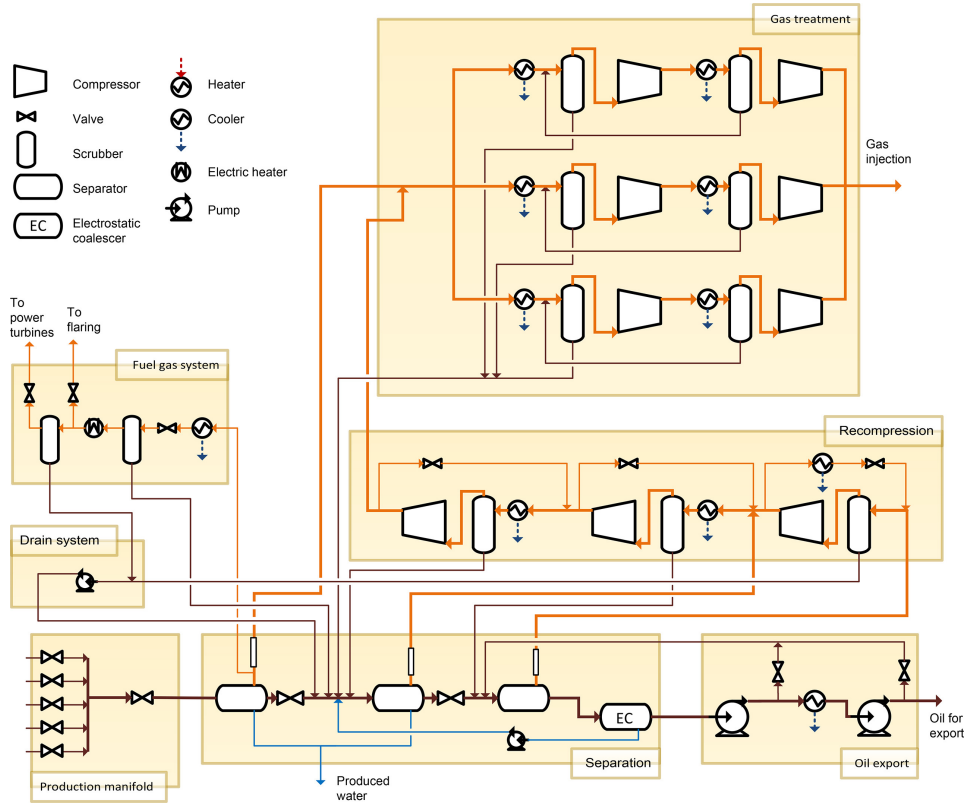 Gas treatment
Compressor
Heater
Valve
Cooler
Scrubber
Separator
Electric heater
EC
Electrostatic
coalescer
Pump
Gas
injection
To
power
turbines
To
flaring
Fuel gas system
Recompression
Drain system
EC
Oil for
export
Separation
Oil export
Production manifold
Produced
water